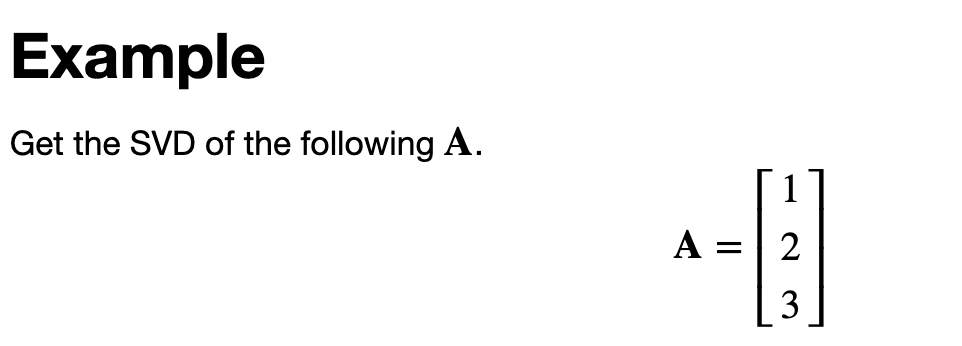 Example
Get the SVD of the following A.
A = [ 1
2
3 ]